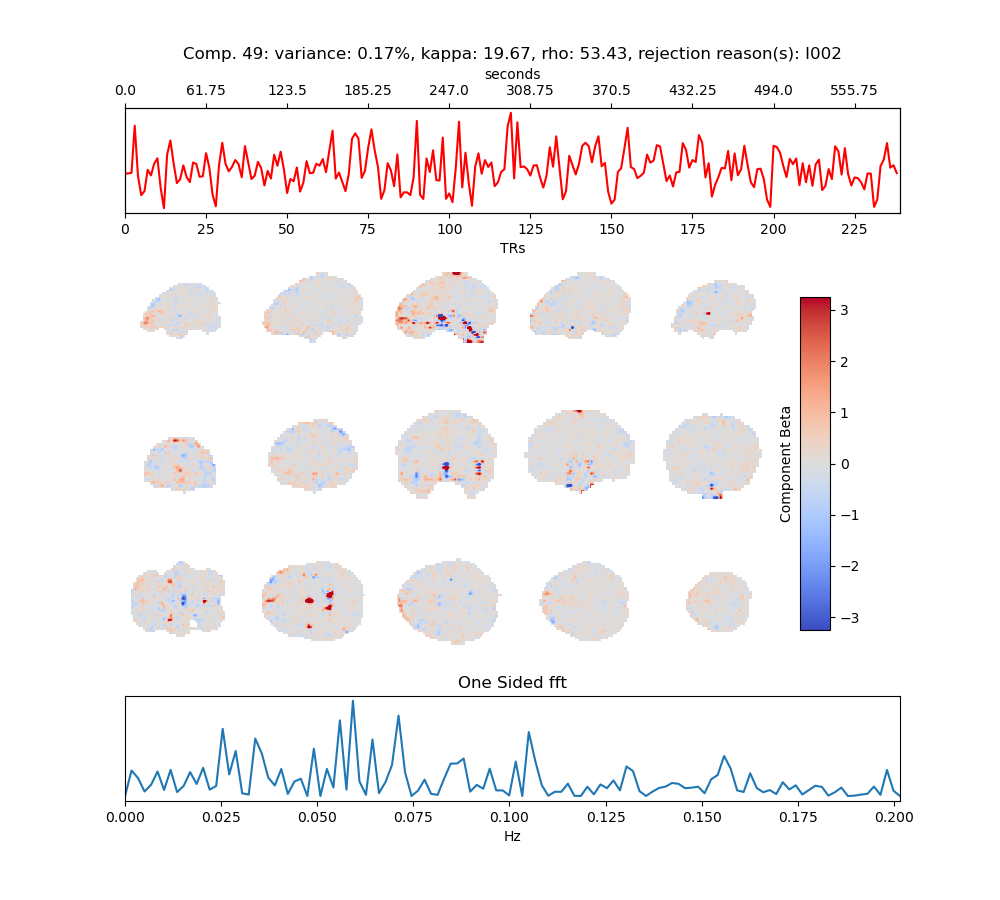 Comp. 49: variance: 0.17%, kappa: 19.67, rho: 53.43, rejection reason(s): I002
seconds
0.0 61.75 123.5 185.25 247.0 308.75 370.5 432.25 494.0 555.75
0 25 50 75 100 125 150 175 200 225
TRs
3
2
1
0
−1
−2
−3
Component Beta
One Sided fft
0.000 0.025 0.050 0.075 0.100 0.125 0.150 0.175 0.200
Hz